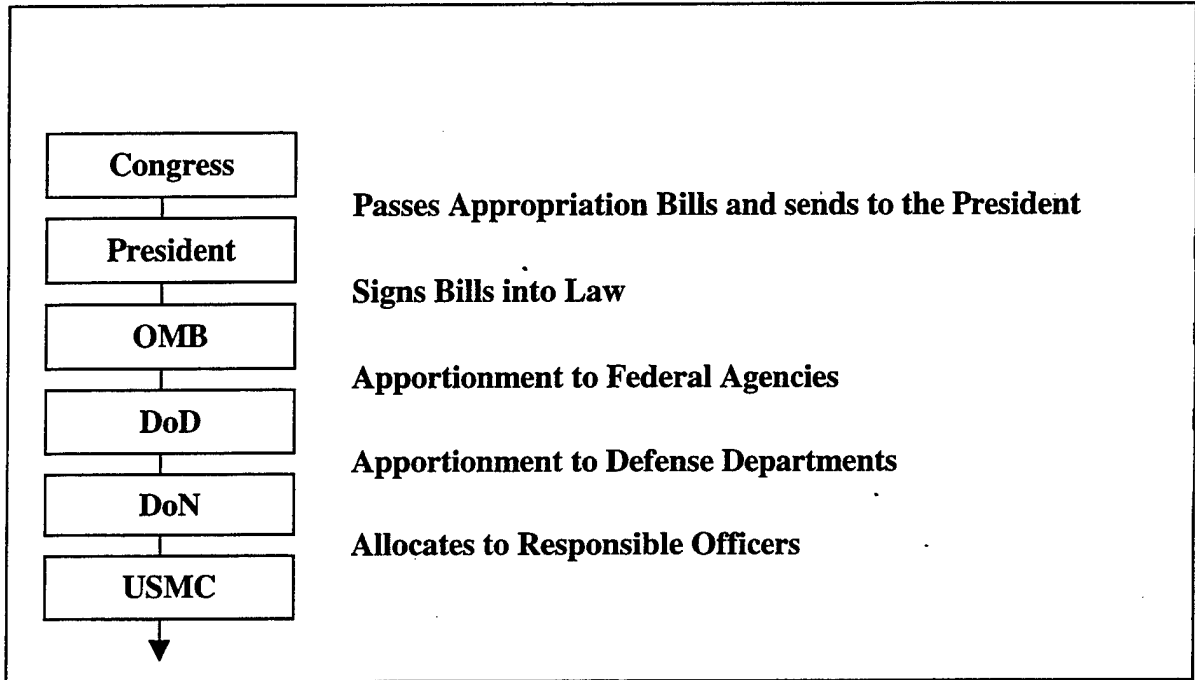 Congress
Passes Appropriation Bills and sends to the President
President
Signs Bills into Law
OMB
Apportionment to Federal Agencies
DoD
Apportionment to Defense Departments
DoN
Allocates to Responsible Officers
USMC